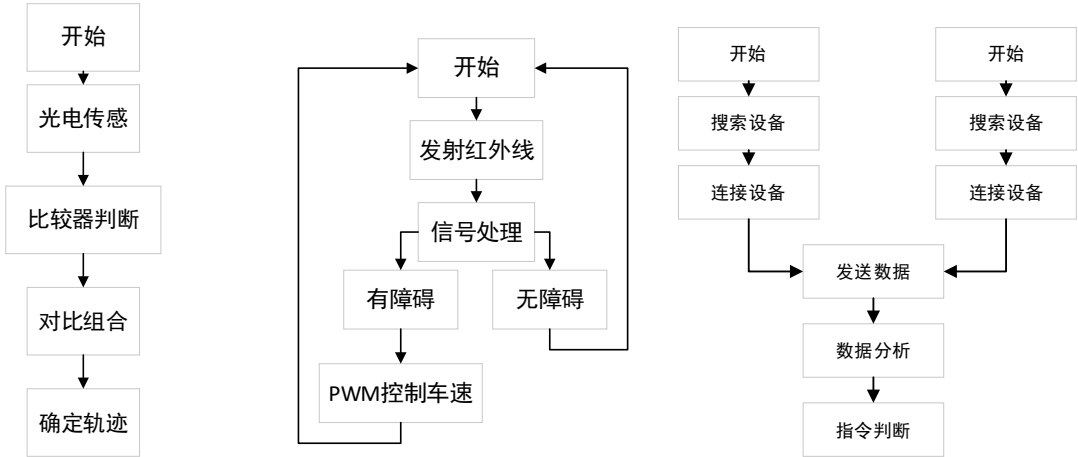 开始
光电传感
比较器判断
对比组合
确定轨迹
开始
发射红外线
信号处理
有障碍
无障碍
PWM控制车速
开始
开始
搜索设备
搜索设备
连接设备
连接设备
发送数据
数据分析
指令判断